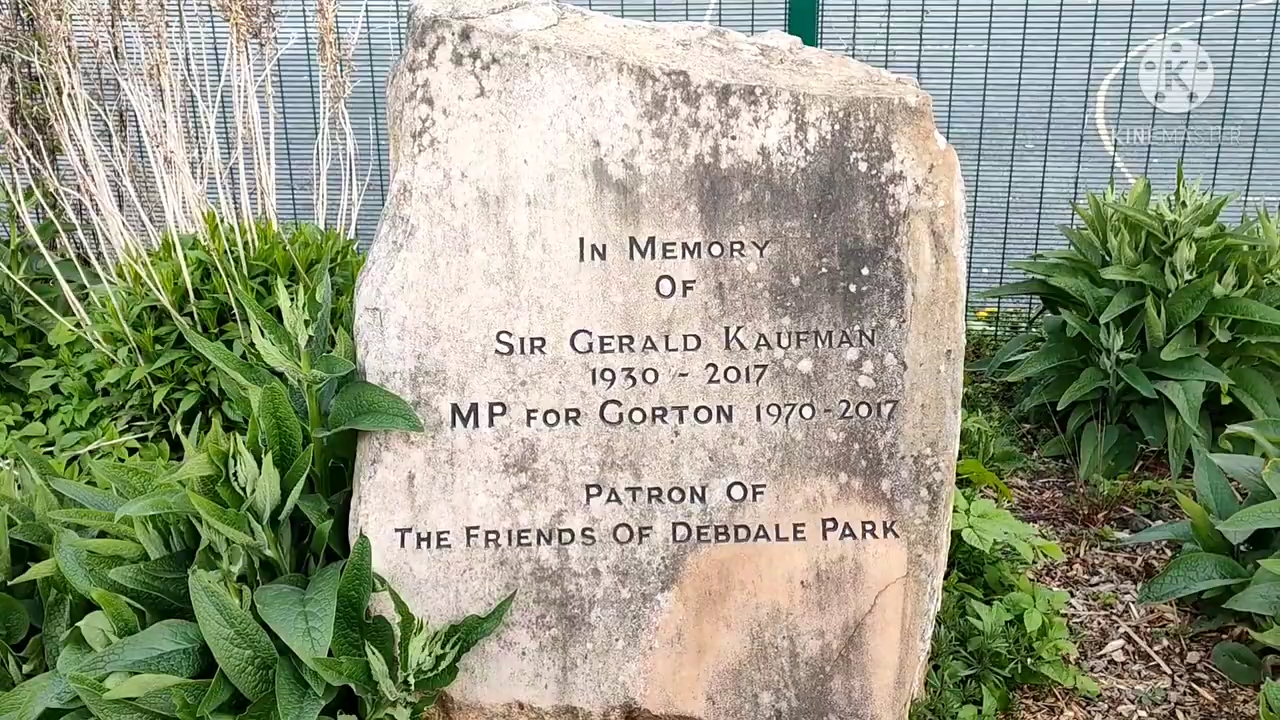 In Memory
Of
Sir Gerald Kaufman
1930 - 2017
MP for Gorton 1970-2017
Patron Of
The Friends Of Debdale Park
K
KINEMASTER